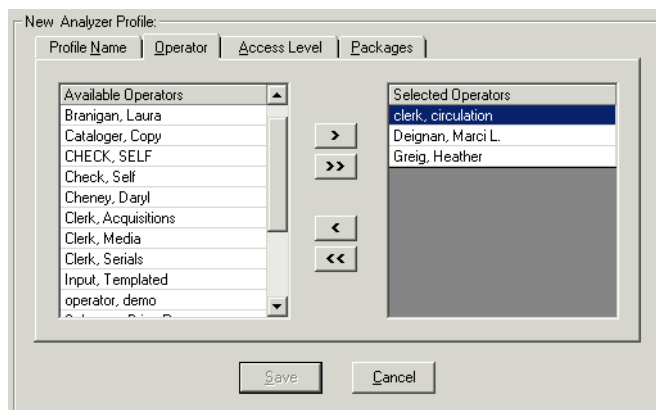 New Analyzer Profile:
Profile Name
Operator
Access Level
Packages
Available Operators
Branigan, Laura
Cataloger, Copy
CHECK, SELF
Check, Self
Cheney, Daryl
Clerk, Acquisitions
Clerk, Media
Clerk, Serials
Input, Templated
operator, demo
>
>>
<
<<
Selected Operators
clerk, circulation
Deignan, Marci L.
Greig, Heather
Save
Cancel